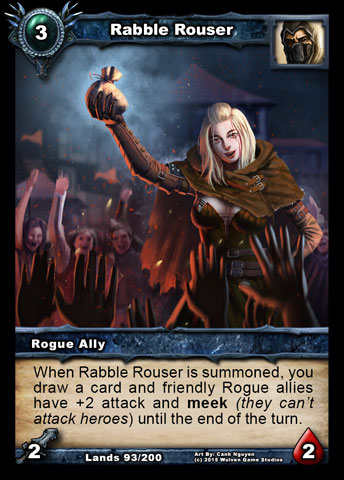 3
Rabble Rouser
Rogue Ally
When Rabble Rouser is summoned, you
draw a card and friendly Rogue allies
have +2 attack and meek (they can't
attack heroes) until the end of the turn.
2
Lands 93/200
Art By: Canh Nguyen
(c) 2015 Wulven Game Studios
2